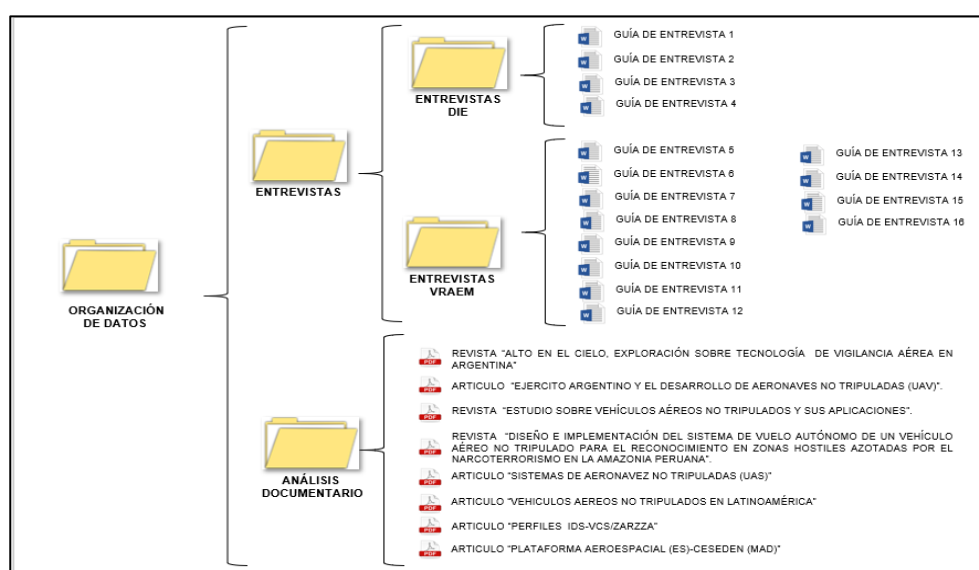 ORGANIZACIÓN
DE DATOS
ENTREVISTAS
ENTREVISTAS
DIE
GUÍA DE ENTREVISTA 1
GUÍA DE ENTREVISTA 2
GUÍA DE ENTREVISTA 3
GUÍA DE ENTREVISTA 4
ENTREVISTAS
VRAEM
GUÍA DE ENTREVISTA 5
GUÍA DE ENTREVISTA 6
GUÍA DE ENTREVISTA 7
GUÍA DE ENTREVISTA 8
GUÍA DE ENTREVISTA 9
GUÍA DE ENTREVISTA 10
GUÍA DE ENTREVISTA 11
GUÍA DE ENTREVISTA 12
GUÍA DE ENTREVISTA 13
GUÍA DE ENTREVISTA 14
GUÍA DE ENTREVISTA 15
GUÍA DE ENTREVISTA 16
ANÁLISIS
DOCUMENTARIO
REVISTA "ALTO EN EL CIELO, EXPLORACIÓN SOBRE TECNOLOGÍA DE VIGILANCIA AÉREA EN
ARGENTINA"
ARTICULO "EJERCITO ARGENTINO Y EL DESARROLLO DE AERONAVES NO TRIPULADAS (UAV)".
REVISTA "ESTUDIO SOBRE VEHÍCULOS AÉREOS NO TRIPULADOS Y SUS APLICACIONES".
REVISTA "DISEÑO E IMPLEMENTACIÓN DEL SISTEMA DE VUELO AUTÓNOMO DE UN VEHÍCULO
AÉREO NO TRIPULADO PARA EL RECONOCIMIENTO EN ZONAS HOSTILES AZOTADAS POR EL
NARCOTERRORISMO EN LA AMAZONIA PERUANA".
ARTICULO "SISTEMAS DE AERONAVEZ NO TRIPULADAS (UAS)"
ARTICULO "VEHICULOS AEREOS NO TRIPULADOS EN LATINOAMÉRICA"
ARTICULO "PERFILES IDS-VCS/ZARZZA"
ARTICULO "PLATAFORMA AEROESPACIAL (ES)-CESEDEN (MAD)"